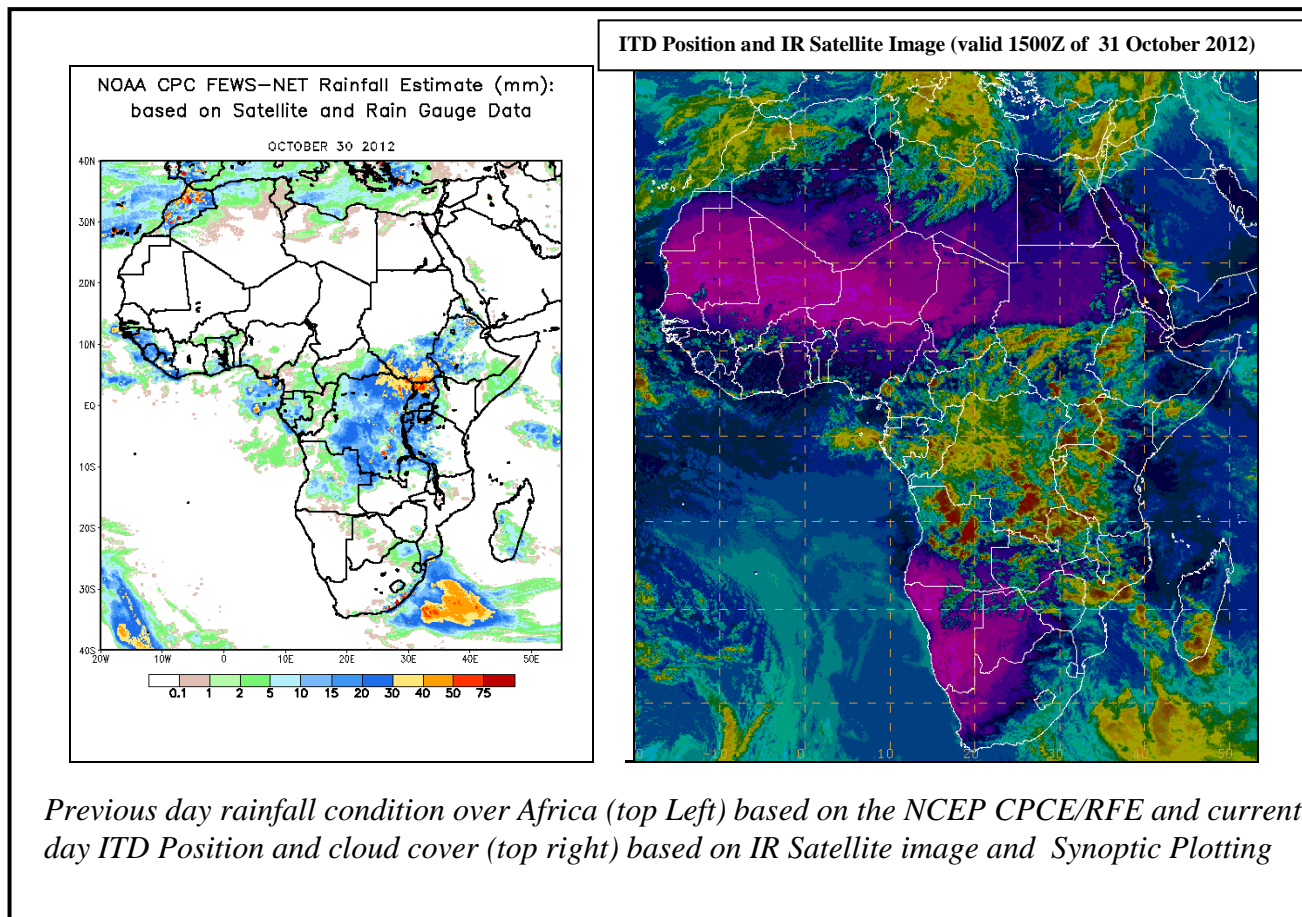 ITD Position and IR Satellite Image (valid 1500Z of 31 October 2012)
NOAA CPC FEWS-NET Rainfall Estimate (mm):
based on Satellite and Rain Gauge Data
OCTOBER 30 2012
40N
30N
20N
10N
EQ
10S
20S
30S
40S
20W 10W 0 10E 20E 30E 40E 50E
0.1 1 2 5 10 15 20 30 40 50 75
-10 0 10 20 30 40 50
Previous day rainfall condition over Africa (top Left) based on the NCEP CPCE/RFE and current
day ITD Position and cloud cover (top right) based on IR Satellite image and Synoptic Plotting